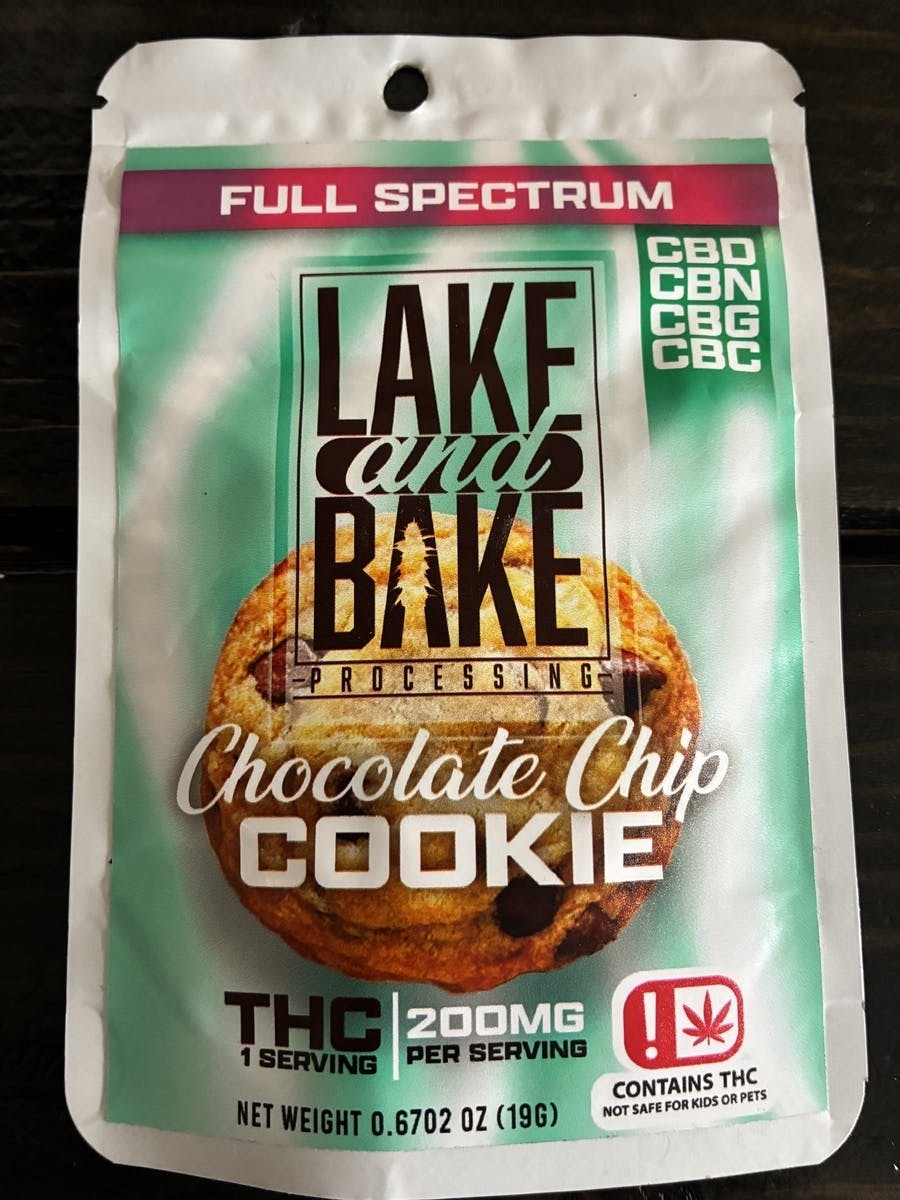 FULL SPECTRUM
CBD
CBN
CBG
CBC
LAKE
and
BAKE
PROCESSING
Chocolate Chip
COOKIE
THC
1 SERVING
200MG
PER SERVING
!
CONTAINS THC
NOT SAFE FOR KIDS OR PETS
NET WEIGHT 0.6702 OZ (19G)